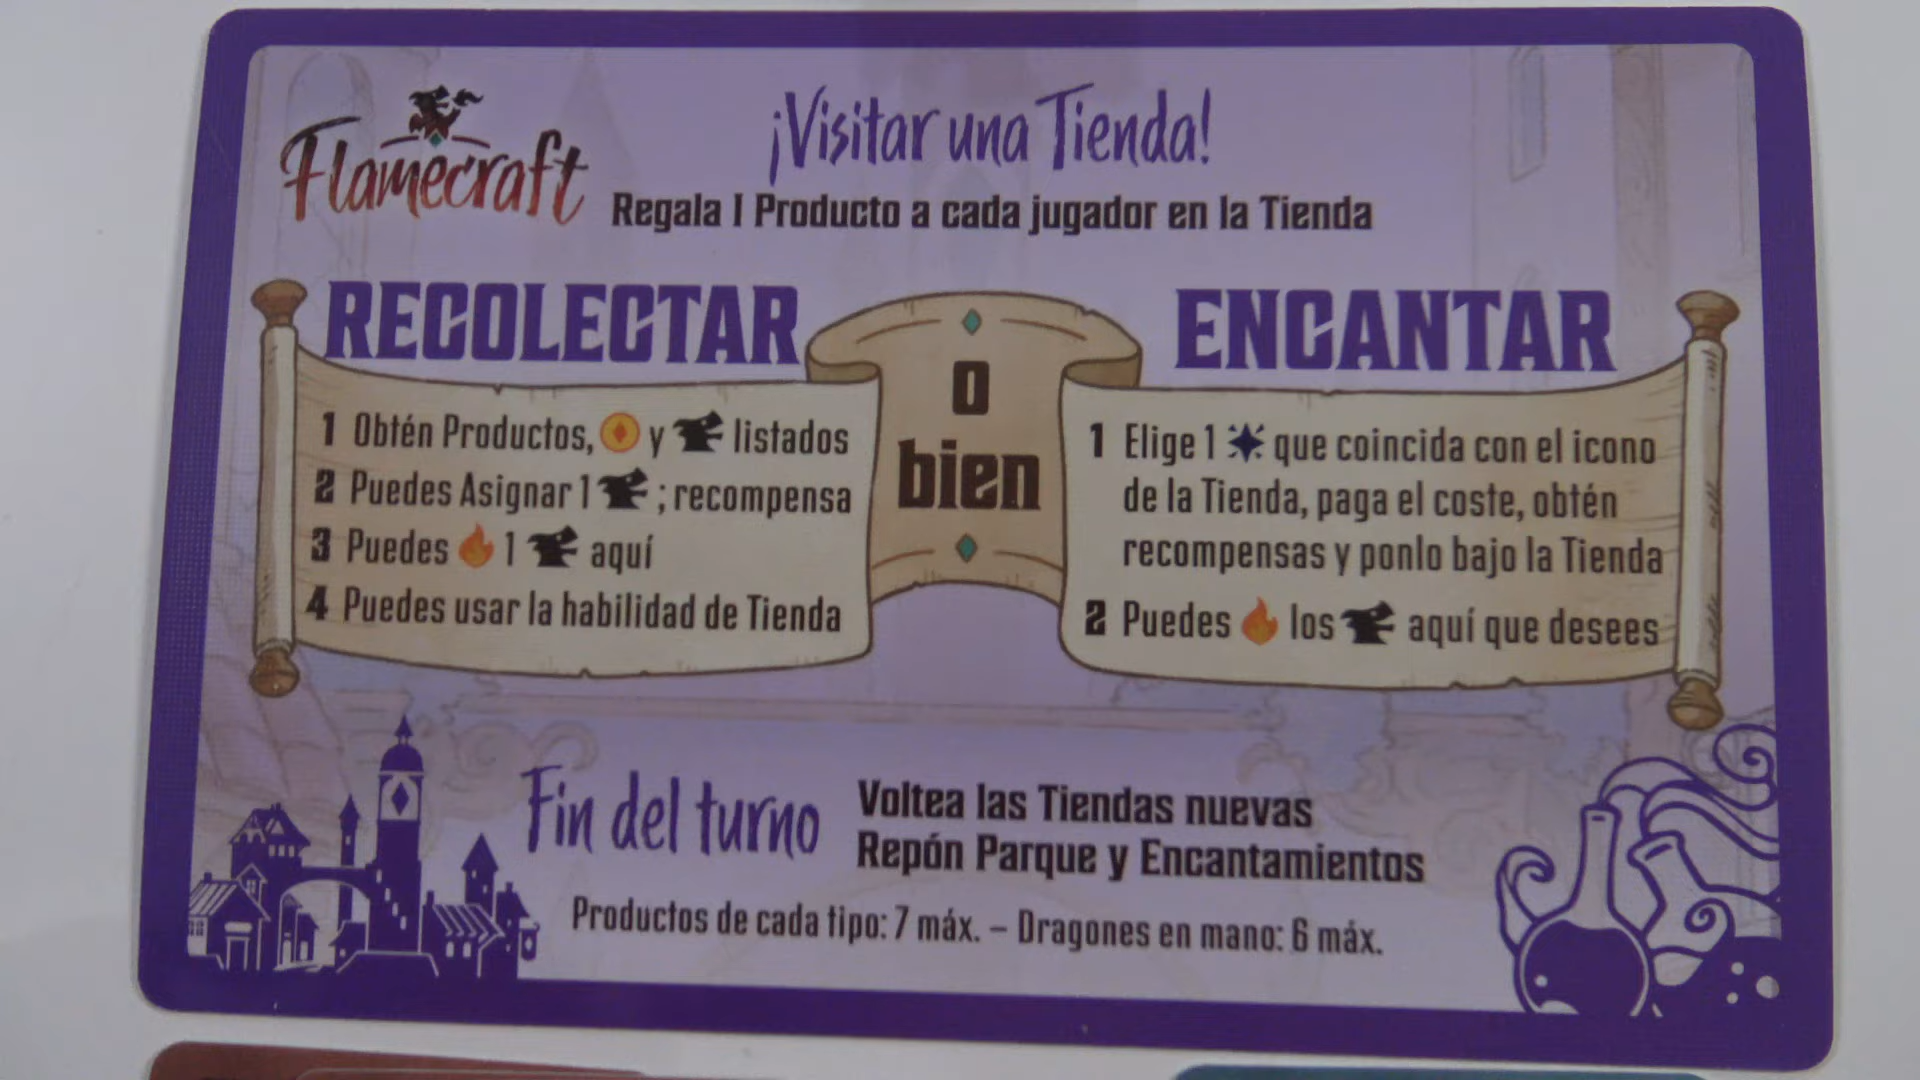 Flamecraft
¡Visitar una Tienda!
Regala 1 Producto a cada jugador en la Tienda
RECOLECTAR
1 Obtén Productos, y listados
2 Puedes Asignar 1 ; recompensa
3 Puedes 1 aquí
4 Puedes usar la habilidad de Tienda
o
bien
ENCANTAR
1 Elige 1 que coincida con el icono
de la Tienda, paga el coste, obtén
recompensas y ponlo bajo la Tienda
2 Puedes los aquí que desees
Fin del turno
Voltea las Tiendas nuevas
Repón Parque y Encantamientos
Productos de cada tipo: 7 máx. – Dragones en mano: 6 máx.